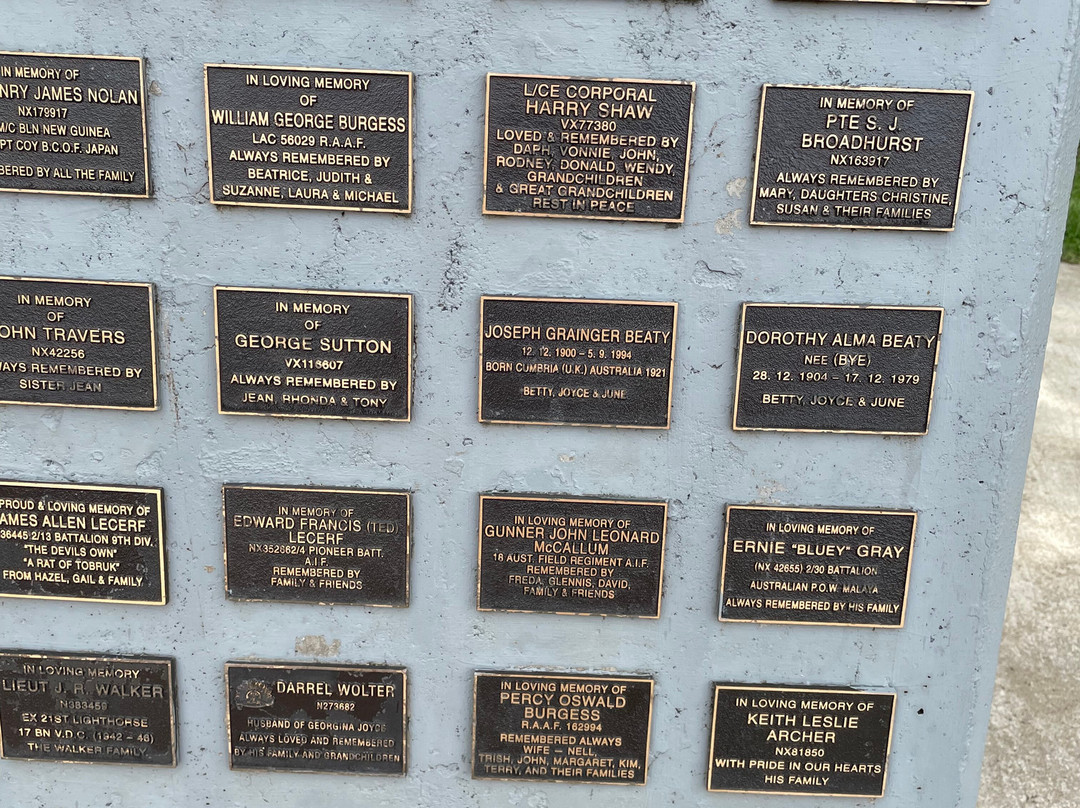 IN MEMORY OF
NRY JAMES NOLAN
NX179917
M/C BLN NEW GUINEA
PT COY B.C.O.F. JAPAN
BERED BY ALL THE FAMILY
IN LOVING MEMORY
OF
WILLIAM GEORGE BURGESS
LAC 56029 R.A.A.F.
ALWAYS REMEMBERED BY
BEATRICE, JUDITH &
SUZANNE, LAURA & MICHAEL
L/CE CORPORAL
HARRY SHAW
VX77380
LOVED & REMEMBERED BY
DAPH, VONNIE, JOHN,
RODNEY, DONALD, WENDY,
GRANDCHILDREN
& GREAT GRANDCHILDREN
REST IN PEACE
IN MEMORY OF
PTE S. J.
BROADHURST
NX163917
ALWAYS REMEMBERED BY
MARY, DAUGHTERS CHRISTINE,
SUSAN & THEIR FAMILIES
IN MEMORY
OF
OHN TRAVERS
NX42256
WAYS REMEMBERED BY
SISTER JEAN
IN MEMORY
OF
GEORGE SUTTON
VX116607
ALWAYS REMEMBERED BY
JEAN, RHONDA & TONY
JOSEPH GRAINGER BEATY
12. 12. 1900 - 5. 9. 1994
BORN CUMBRIA (U.K.) AUSTRALIA 1921
BETTY, JOYCE & JUNE
DOROTHY ALMA BEATY
NEE (BYE)
28. 12. 1904 - 17. 12. 1979
BETTY, JOYCE & JUNE
PROUD & LOVING MEMORY OF
AMES ALLEN LECERF
36445 2/13 BATTALION 9TH DIV.
"THE DEVILS OWN"
"A RAT OF TOBRUK"
FROM HAZEL, GAIL & FAMILY
IN MEMORY OF
EDWARD FRANCIS (TED)
LECERF
NX352662/4 PIONEER BATT.
A.I.F.
REMEMBERED BY
FAMILY & FRIENDS
IN LOVING MEMORY OF
GUNNER JOHN LEONARD
McCALLUM
18 AUST. FIELD REGIMENT A.I.F.
REMEMBERED BY
FREDA, GLENNIS, DAVID,
FAMILY & FRIENDS
IN LOVING MEMORY OF
ERNIE "BLUEY" GRAY
(NX 42655) 2/30 BATTALION
AUSTRALIAN P.O.W. MALAYA
ALWAYS REMEMBERED BY HIS FAMILY
IN LOVING MEMORY
LIEUT J. R. WALKER
N383459
EX 21ST LIGHTHORSE
17 BN V.D.C. (1942 - 46)
THE WALKER FAMILY
DARREL WOLTER
N273682
HUSBAND OF GEORGINA JOYCE
ALWAYS LOVED AND REMEMBERED
BY HIS FAMILY AND GRANDCHILDREN
IN LOVING MEMORY OF
PERCY OSWALD
BURGESS
R.A.A.F. 162994
REMEMBERED ALWAYS
WIFE - NELL,
TRISH, JOHN, MARGARET, KIM,
TERRY, AND THEIR FAMILIES
IN LOVING MEMORY OF
KEITH LESLIE
ARCHER
NX81850
WITH PRIDE IN OUR HEARTS
HIS FAMILY